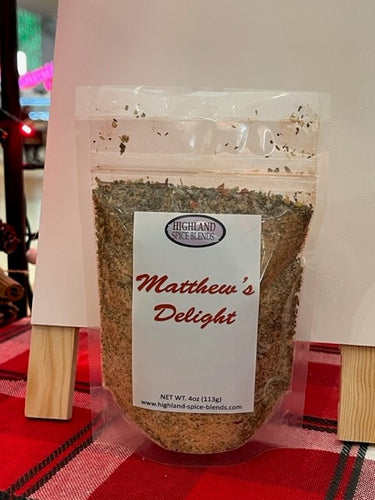 HIGHLAND
SPICE BLENDS
Matthew's
Delight
NET WT. 4oz (113g)
www.highland-spice-blends.com